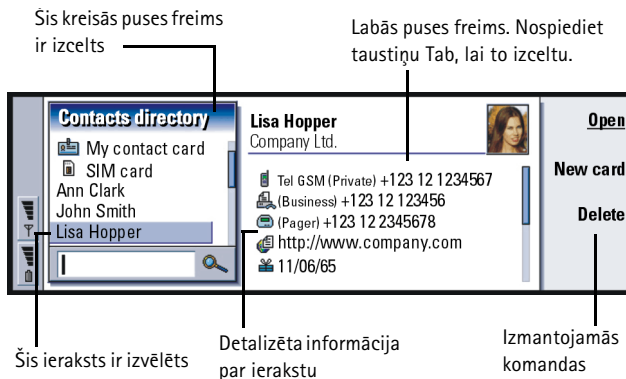 Šis kreisās puses freims
ir izcelts
Labās puses freims. Nospiediet
taustiņu Tab, lai to izceltu.
Contacts directory
My contact card
SIM card
Ann Clark
John Smith
Lisa Hopper
Lisa Hopper
Company Ltd.
Tel GSM (Private) +123 12 1234567
(Business) +123 12 123456
(Pager) +123 12 2345678
http://www.company.com
11/06/65
Open
New card
Delete
Šis ieraksts ir izvēlēts
Detalizēta informācija
par ierakstu
Izmantojamās
komandas